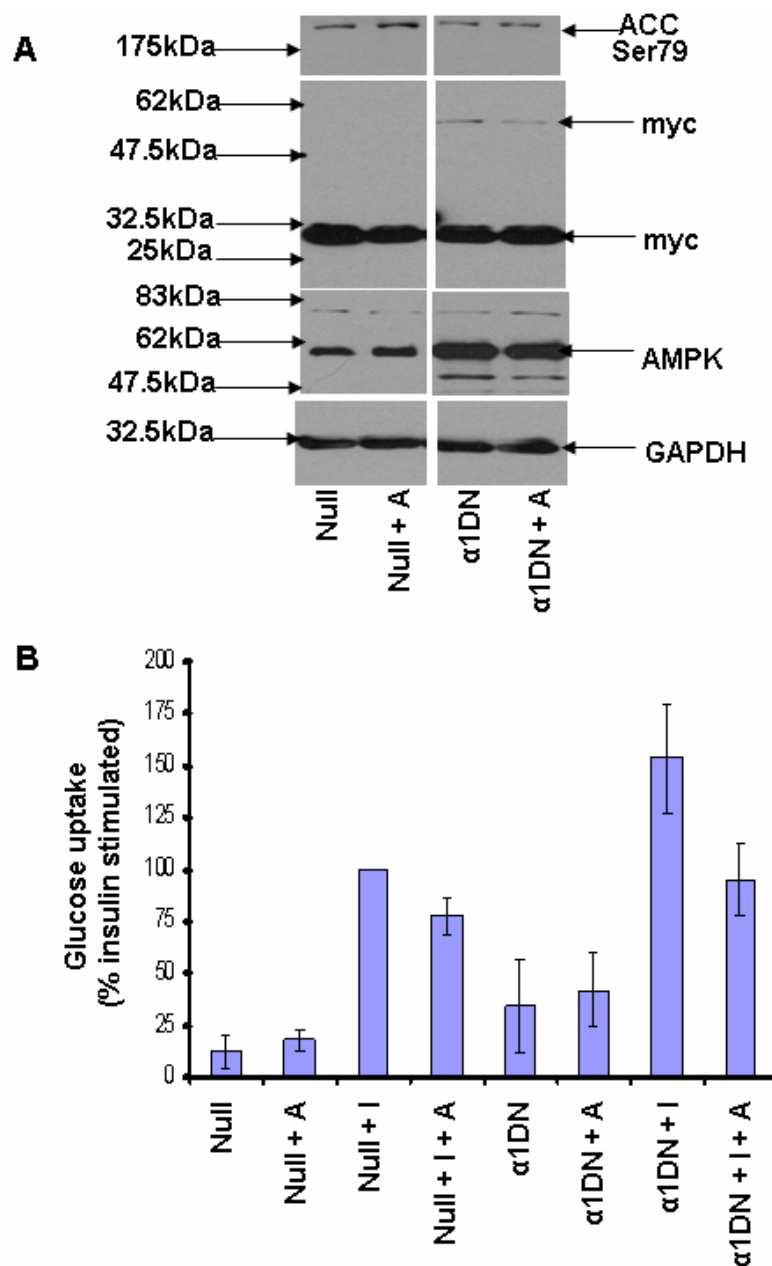 A
175kDa
62kDa
47.5kDa
32.5kDa
25kDa
83kDa
62kDa
47.5kDa
32.5kDa
ACC
Ser79
myc
myc
AMPK
GAPDH
Null
Null + A
α1DN
α1DN + A
B
Glucose uptake
(% insulin stimulated)
200
175
150
125
100
75
50
25
0
Null
Null + A
Null + I
Null + I + A
α1DN
α1DN + A
α1DN + I
α1DN + I + A